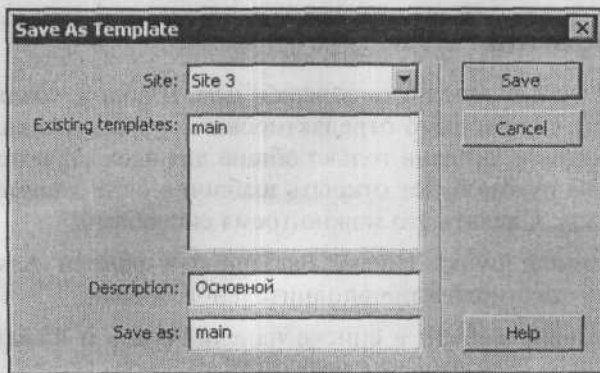 Save As Template
Site: Site 3 Save
Existing templates: main Cancel
Description: Основной
Save as: main Help